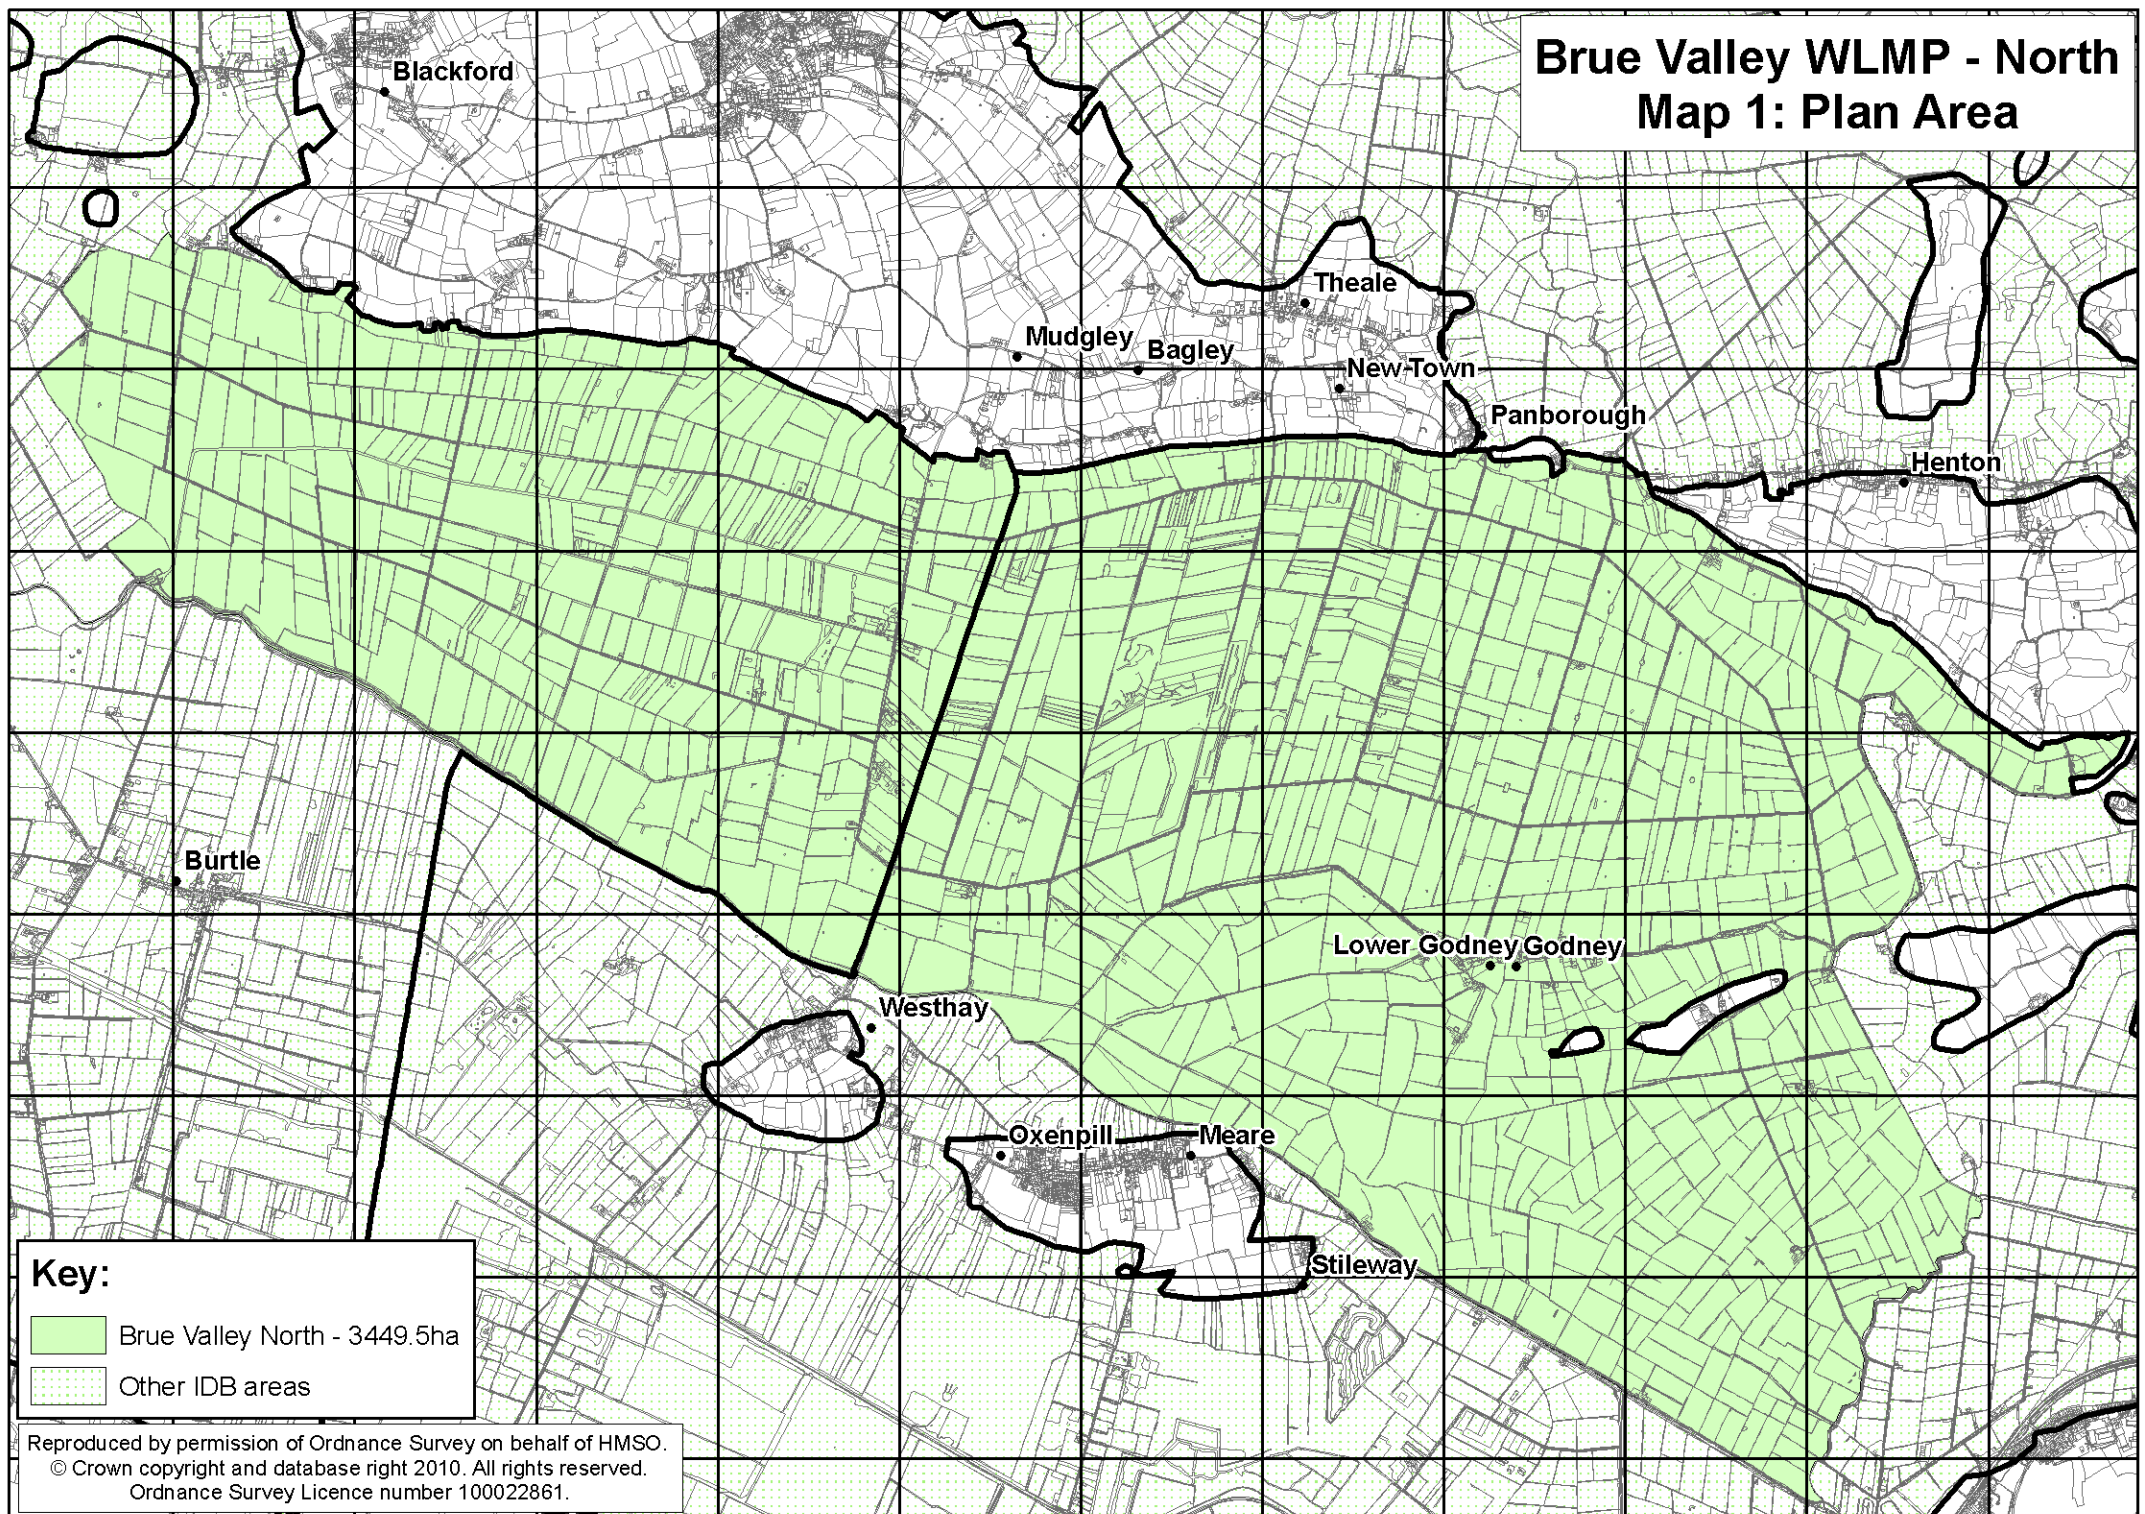 Brue Valley WLMP - North
Map 1: Plan Area
Blackford
Theale
Mudgley
Bagley
New Town
Panborough
Henton
Burtle
Lower Godney
Godney
Westhay
Oxenpill
Meare
Stileway
Key:
Brue Valley North - 3449.5ha
Other IDB areas
Reproduced by permission of Ordnance Survey on behalf of HMSO.
© Crown copyright and database right 2010. All rights reserved.
Ordnance Survey Licence number 100022861.